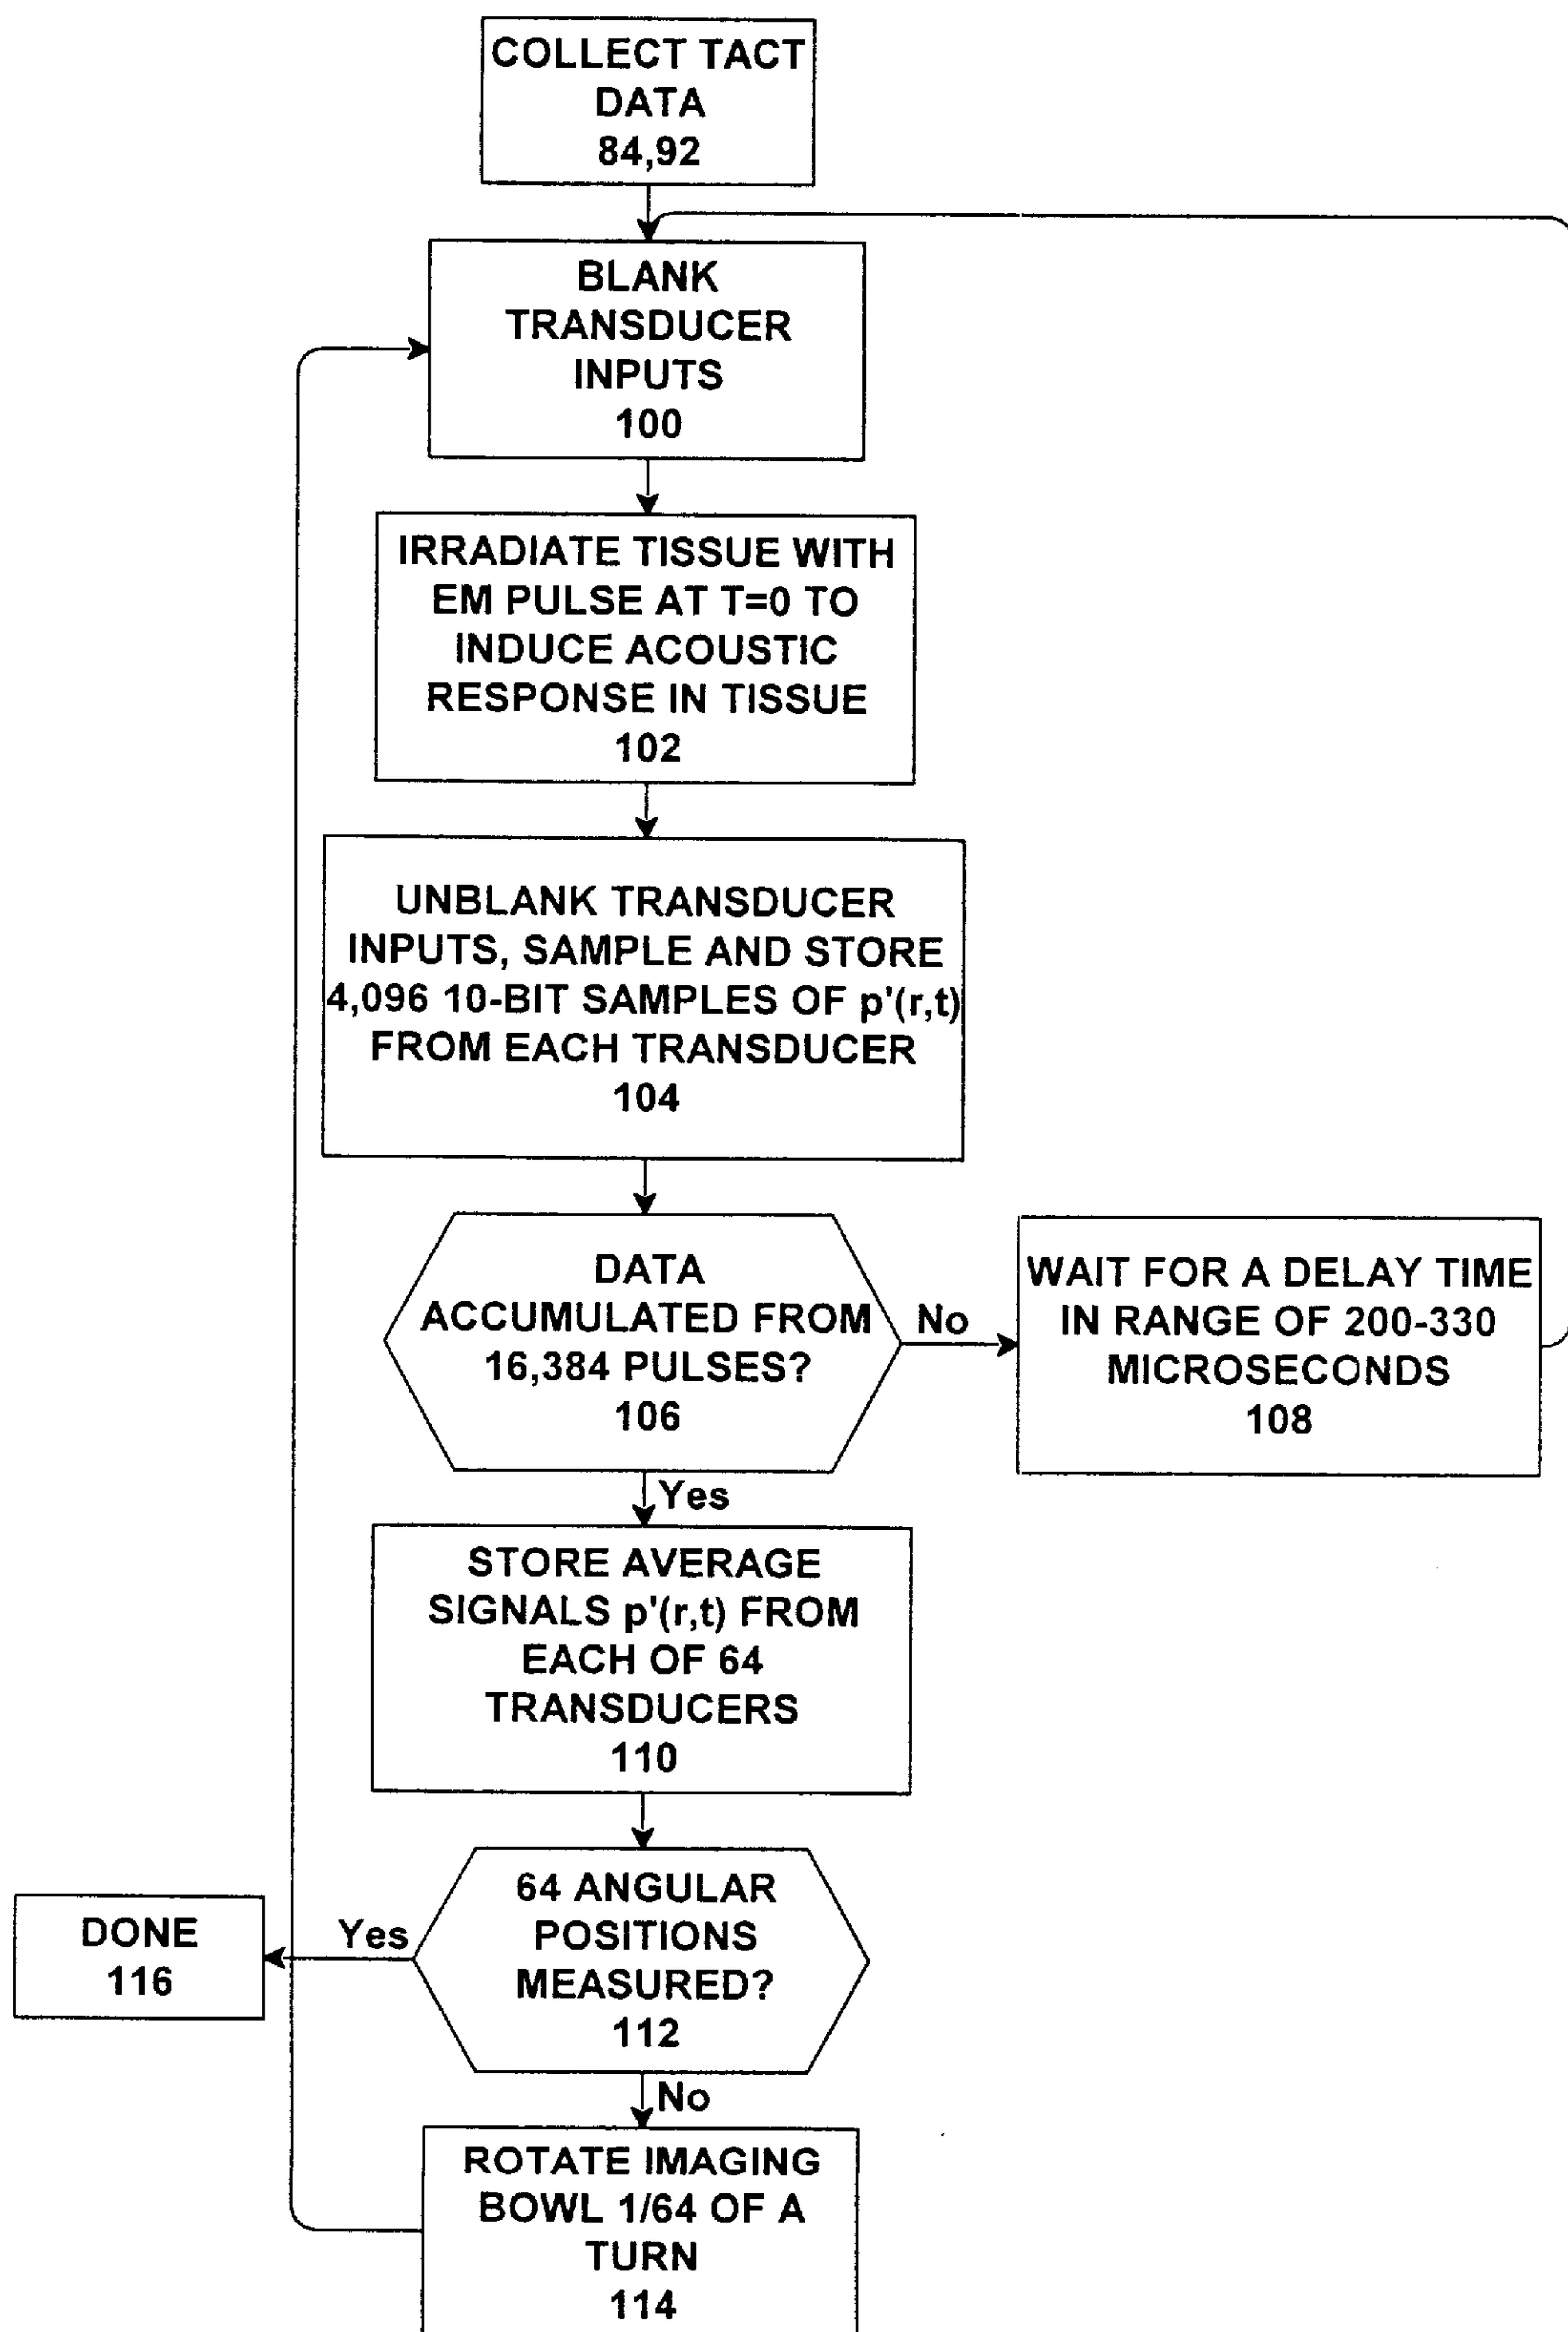 COLLECT TACT
DATA
84,92
BLANK
TRANSDUCER
INPUTS
100
IRRADIATE TISSUE WITH
EM PULSE AT T=0 TO
INDUCE ACOUSTIC
RESPONSE IN TISSUE
102
UNBLANK TRANSDUCER
INPUTS, SAMPLE AND STORE
4,096 10-BIT SAMPLES OF p'(r,t)
FROM EACH TRANSDUCER
104
DATA
ACCUMULATED FROM
16,384 PULSES?
106
No
WAIT FOR A DELAY TIME
IN RANGE OF 200-330
MICROSECONDS
108
Yes
STORE AVERAGE
SIGNALS p'(r,t) FROM
EACH OF 64
TRANSDUCERS
110
64 ANGULAR
POSITIONS
MEASURED?
112
Yes
DONE
116
No
ROTATE IMAGING
BOWL 1/64 OF A
TURN
114